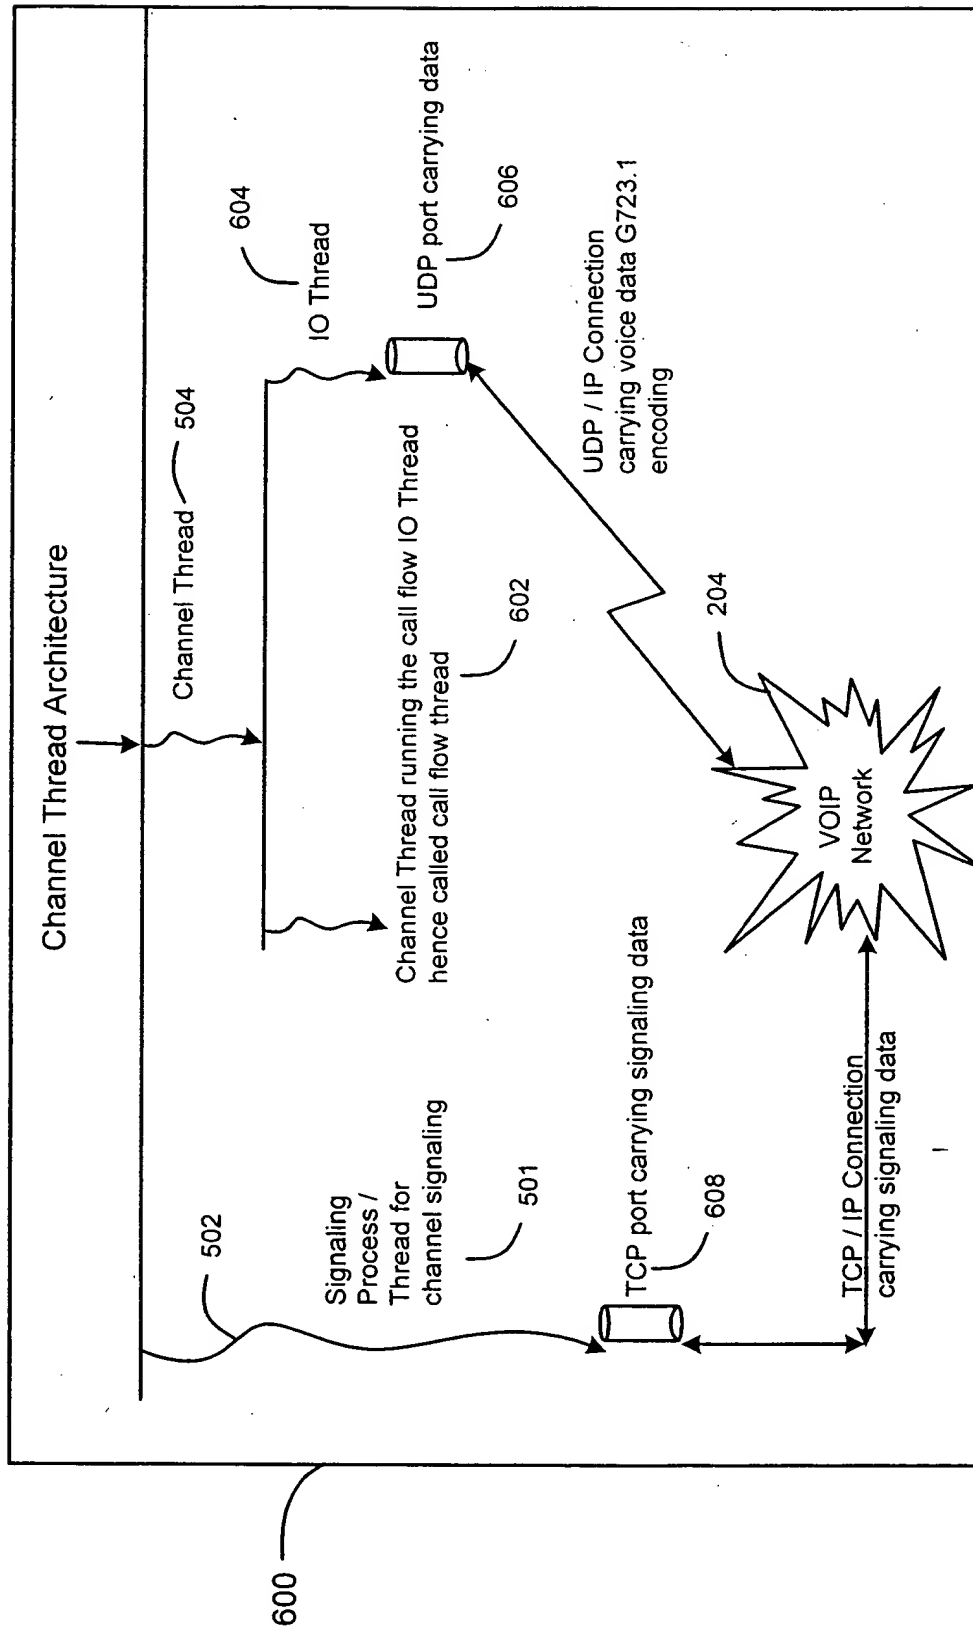 Channel Thread Architecture
502
Channel Thread
504
604
IO Thread
Signaling
Process /
Thread for
channel signaling
501
Channel Thread running the call flow IO Thread
hence called call flow thread
602
UDP port carrying data
606
TCP port carrying signaling data
608
UDP / IP Connection
carrying voice data G723.1
encoding
204
VOIP
Network
TCP / IP Connection
carrying signaling data
600